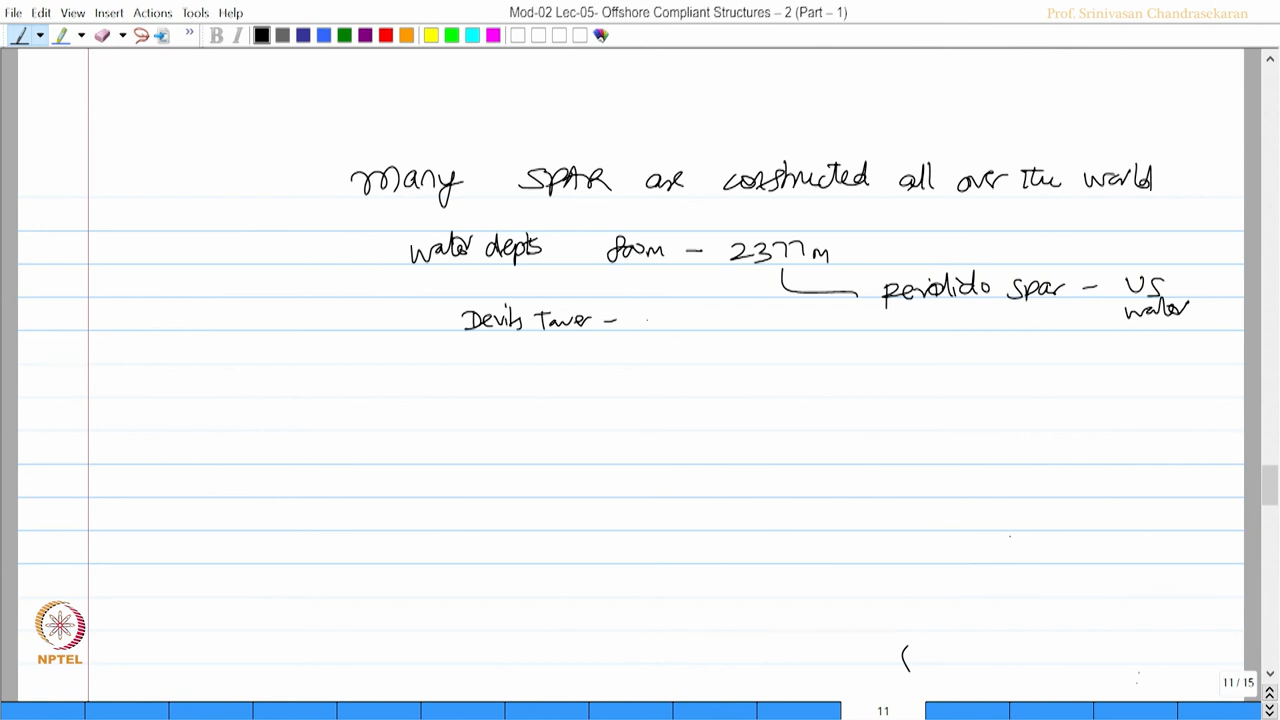 File Edit View Insert Actions Tools Help
Mod-02 Lec-05- Offshore Compliant Structures – 2 (Part – 1)
Prof. Srinivasan Chandrasekaran
B I
many SPAR are constructed all over the world
water depts 800m - 2377m
Perdido spar - US
water
Devils Tower -
NPTEL
11 / 15
11